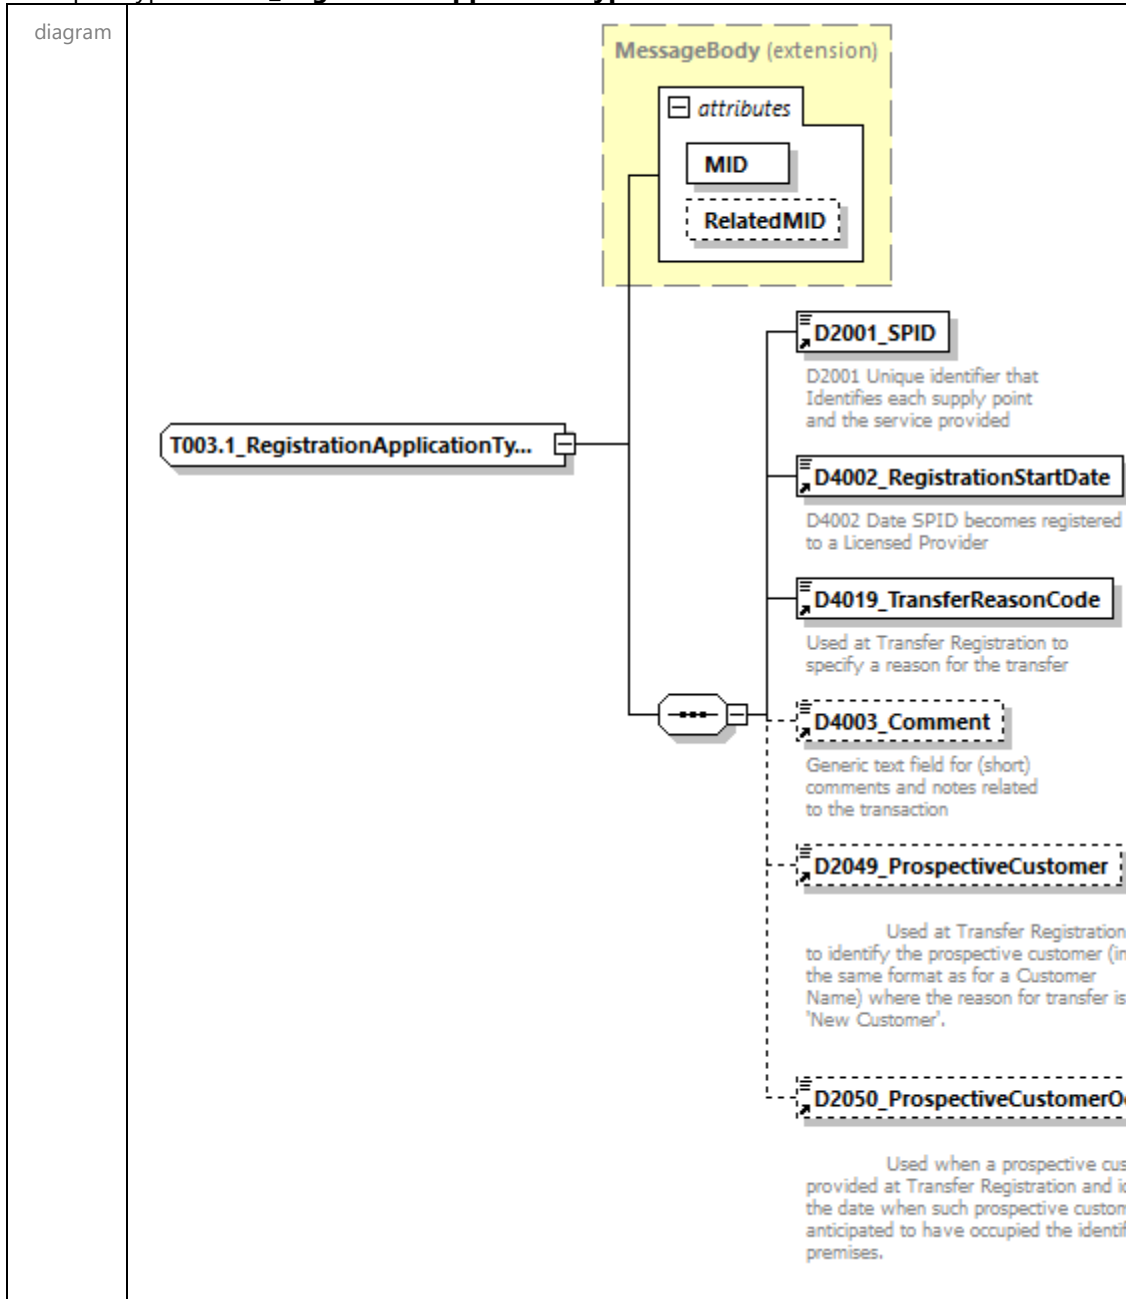 diagram
MessageBody (extension)
attributes
MID
RelatedMID
D2001_SPID
D2001 Unique identifier that
Identifies each supply point
and the service provided
T003.1_RegistrationApplicationTy...
D4002_RegistrationStartDate
D4002 Date SPID becomes registered
to a Licensed Provider
D4019_TransferReasonCode
Used at Transfer Registration to
specify a reason for the transfer
D4003_Comment
Generic text field for (short)
comments and notes related
to the transaction
D2049_ProspectiveCustomer
Used at Transfer Registration
to identify the prospective customer (in
the same format as for a Customer
Name) where the reason for transfer is
'New Customer'.
D2050_ProspectiveCustomerO
Used when a prospective cus
provided at Transfer Registration and i
the date when such prospective custom
anticipated to have occupied the identif
premises.